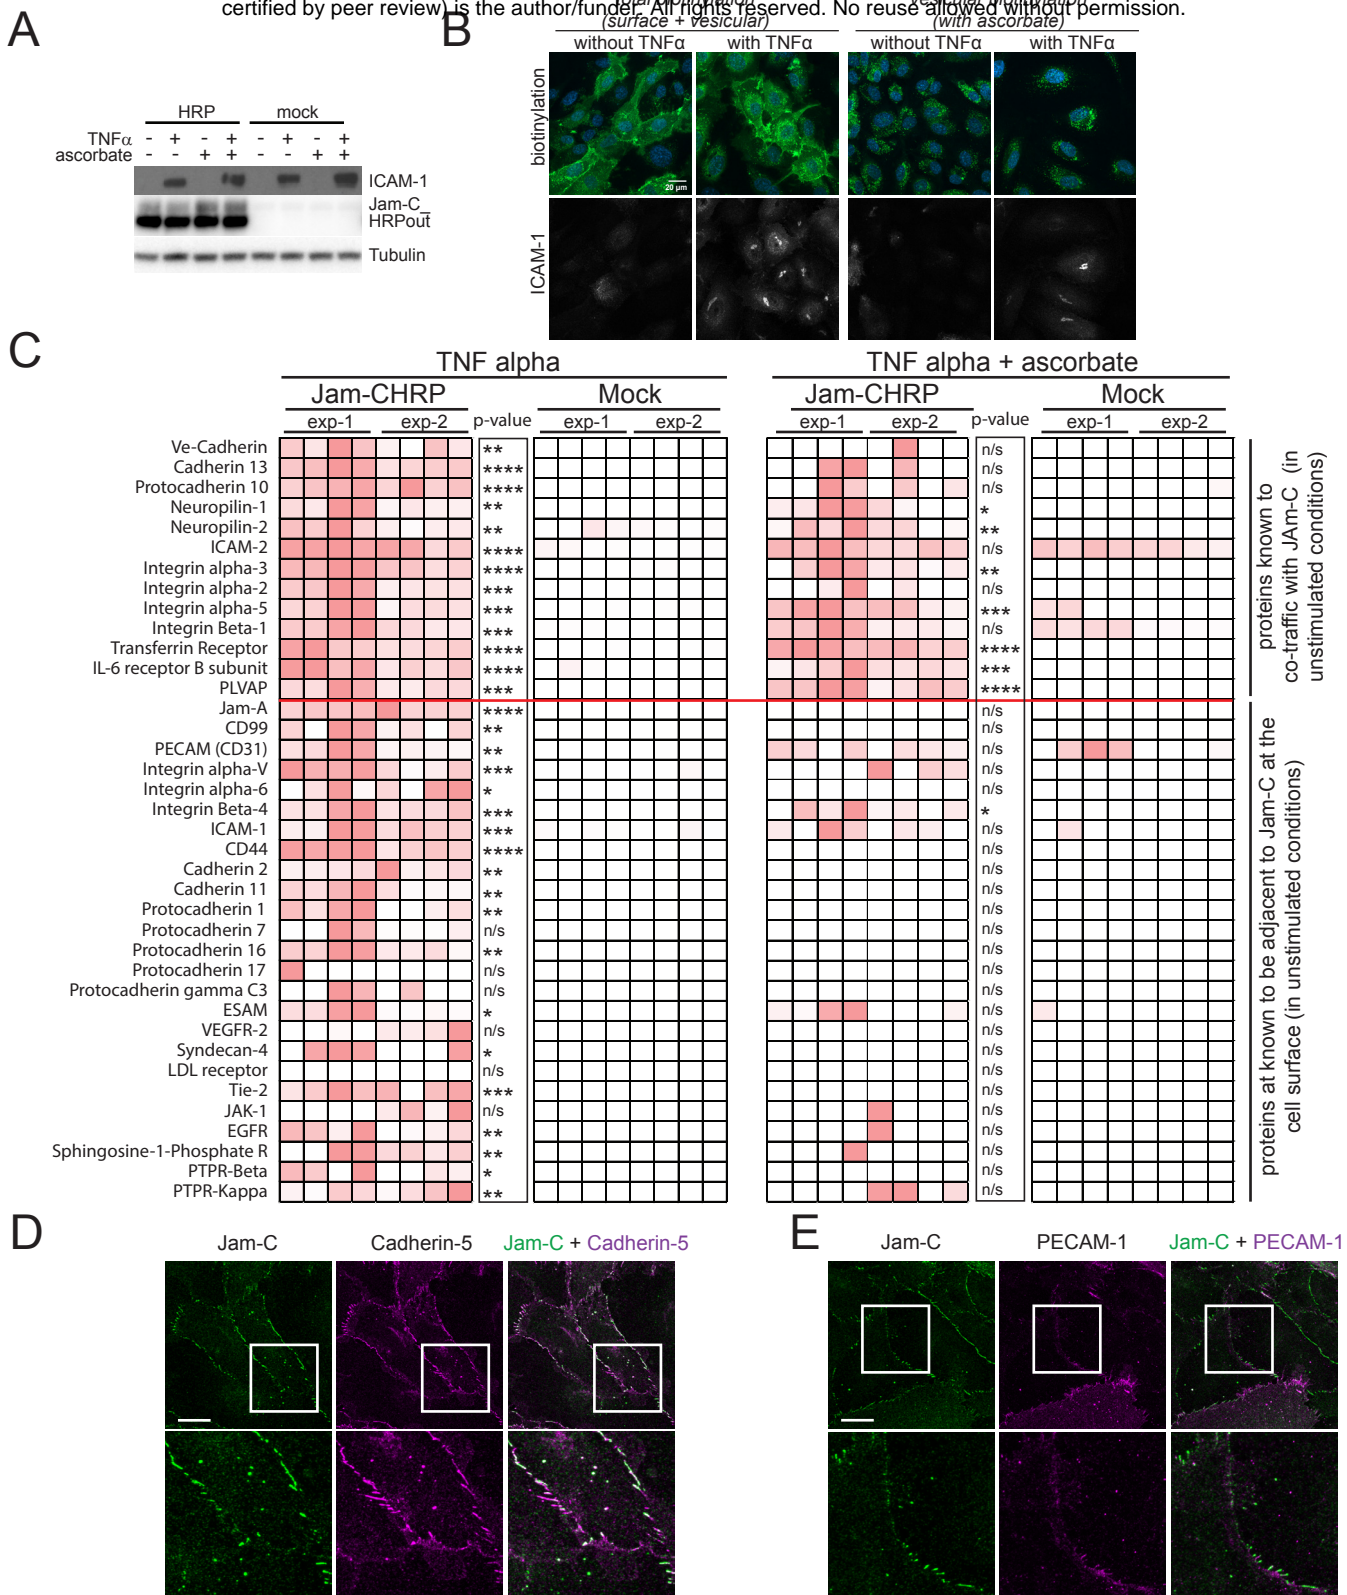 certified by peer review) is the author/funder. All rights reserved. No reuse allowed without permission.
A
HRP mock
TNFα - + - + - + - +
ascorbate - - + + - - + +
ICAM-1
Jam-C_
HRPout
Tubulin
B
(surface + vesicular) (with ascorbate)
without TNFα with TNFα without TNFα with TNFα
biotinylation
20 µm
ICAM-1
C
TNF alpha TNF alpha + ascorbate
Jam-CHRP Mock Jam-CHRP Mock
exp-1 exp-2 p-value exp-1 exp-2 exp-1 exp-2 p-value exp-1 exp-2
Ve-Cadherin ** n/s
Cadherin 13 **** n/s
Protocadherin 10 **** n/s
Neuropilin-1 ** *
Neuropilin-2 ** **
ICAM-2 **** n/s
Integrin alpha-3 **** **
Integrin alpha-2 *** n/s
Integrin alpha-5 *** ***
Integrin Beta-1 *** n/s
Transferrin Receptor **** ****
IL-6 receptor B subunit **** ***
PLVAP *** ****
Jam-A **** n/s
CD99 ** n/s
PECAM (CD31) ** n/s
Integrin alpha-V *** n/s
Integrin alpha-6 * n/s
Integrin Beta-4 *** *
ICAM-1 *** n/s
CD44 **** n/s
Cadherin 2 ** n/s
Cadherin 11 ** n/s
Protocadherin 1 ** n/s
Protocadherin 7 n/s n/s
Protocadherin 16 ** n/s
Protocadherin 17 n/s n/s
Protocadherin gamma C3 n/s n/s
ESAM * n/s
VEGFR-2 n/s n/s
Syndecan-4 * n/s
LDL receptor n/s n/s
Tie-2 *** n/s
JAK-1 n/s n/s
EGFR ** n/s
Sphingosine-1-Phosphate R ** n/s
PTPR-Beta * n/s
PTPR-Kappa ** n/s
proteins known to
co-traffic with JAm-C (in
unstimulated conditions)
proteins at known to be adjacent to Jam-C at the
cell surface (in unstimulated conditions)
D
Jam-C Cadherin-5 Jam-C + Cadherin-5
E
Jam-C PECAM-1 Jam-C + PECAM-1